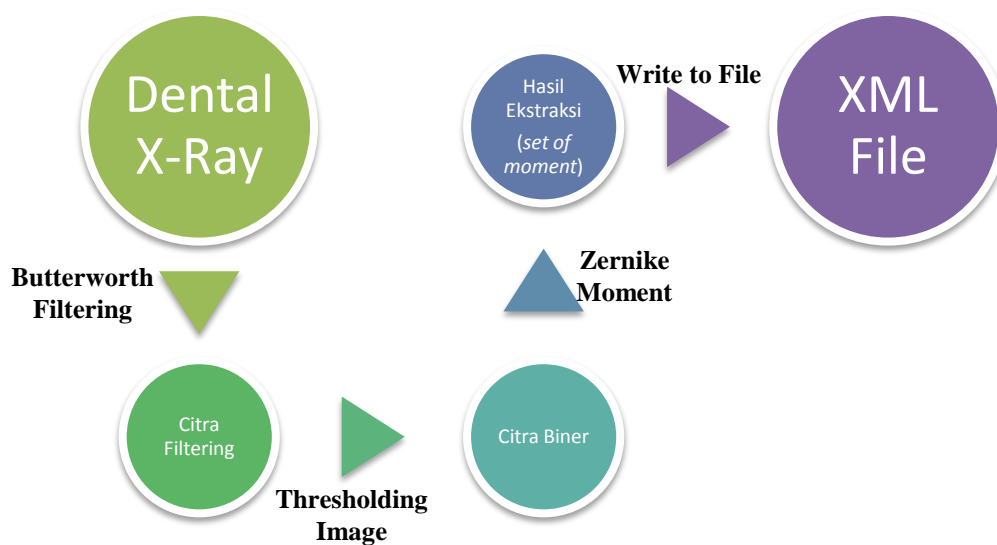 Dental
X-Ray
Butterworth
Filtering
Citra
Filtering
Thresholding
Image
Citra Biner
Zernike
Moment
Hasil
Ekstraksi
(set of
moment)
Write to File
XML
File